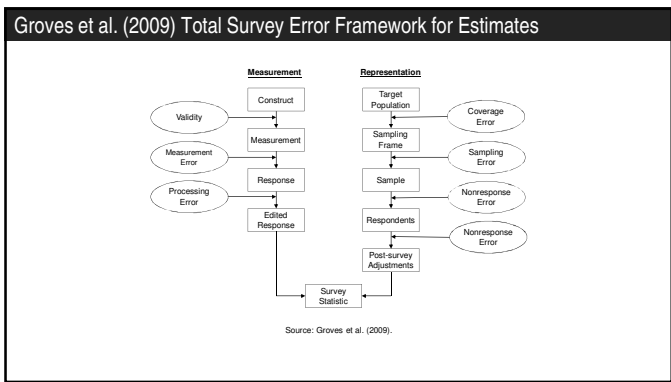 Groves et al. (2009) Total Survey Error Framework for Estimates
Measurement
Representation
Construct
Validity
Measurement
Measurement
Error
Response
Processing
Error
Edited
Response
Target
Population
Coverage
Error
Sampling
Frame
Sampling
Error
Sample
Nonresponse
Error
Respondents
Nonresponse
Error
Post-survey
Adjustments
Survey
Statistic
Source: Groves et al. (2009).